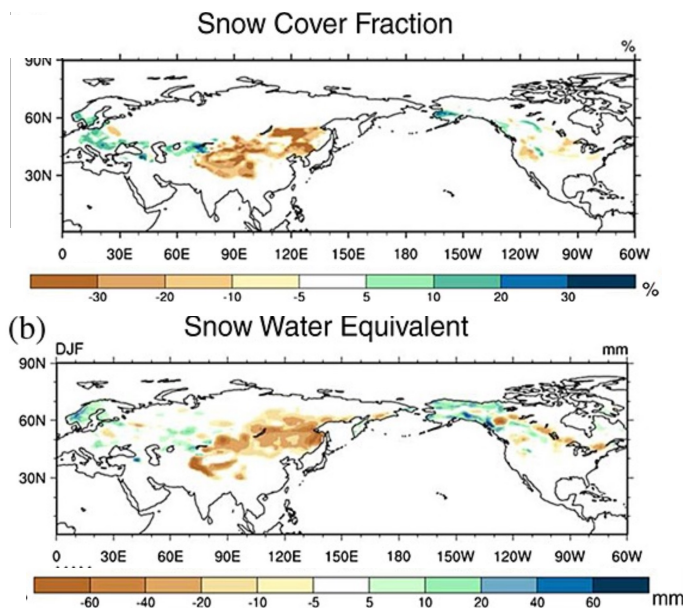 Snow Cover Fraction
%
90N
60N
30N
0 30E 60E 90E 120E 150E 180 150W 120W 90W 60W
-30 -20 -10 -5 5 10 20 30 %
(b) Snow Water Equivalent
DJF mm
90N
60N
30N
0 30E 60E 90E 120E 150E 180 150W 120W 90W 60W
-60 -40 -20 -10 -5 5 10 20 40 60 mm